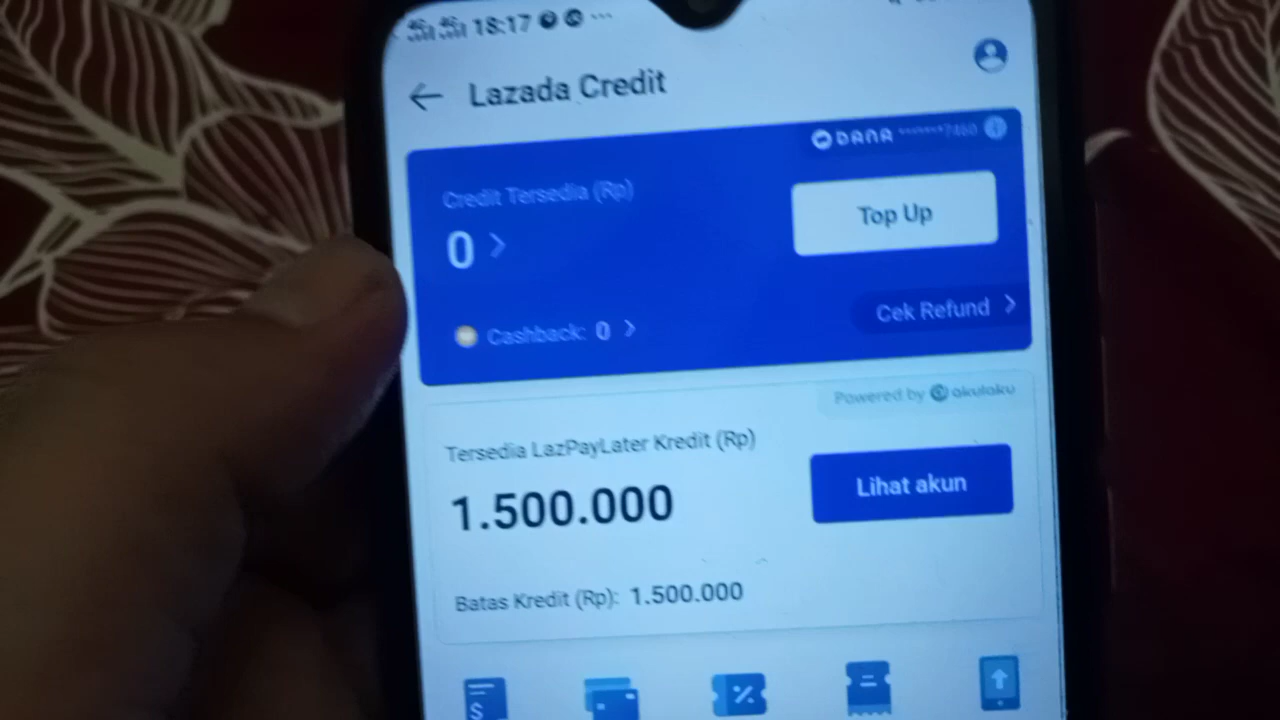 18:17
Lazada Credit
DANA
Credit Tersedia (Rp)
Top Up
0 >
Cek Refund >
Cashback: 0 >
Powered by akulaku
Tersedia LazPayLater Kredit (Rp)
1.500.000
Lihat akun
Batas Kredit (Rp): 1.500.000